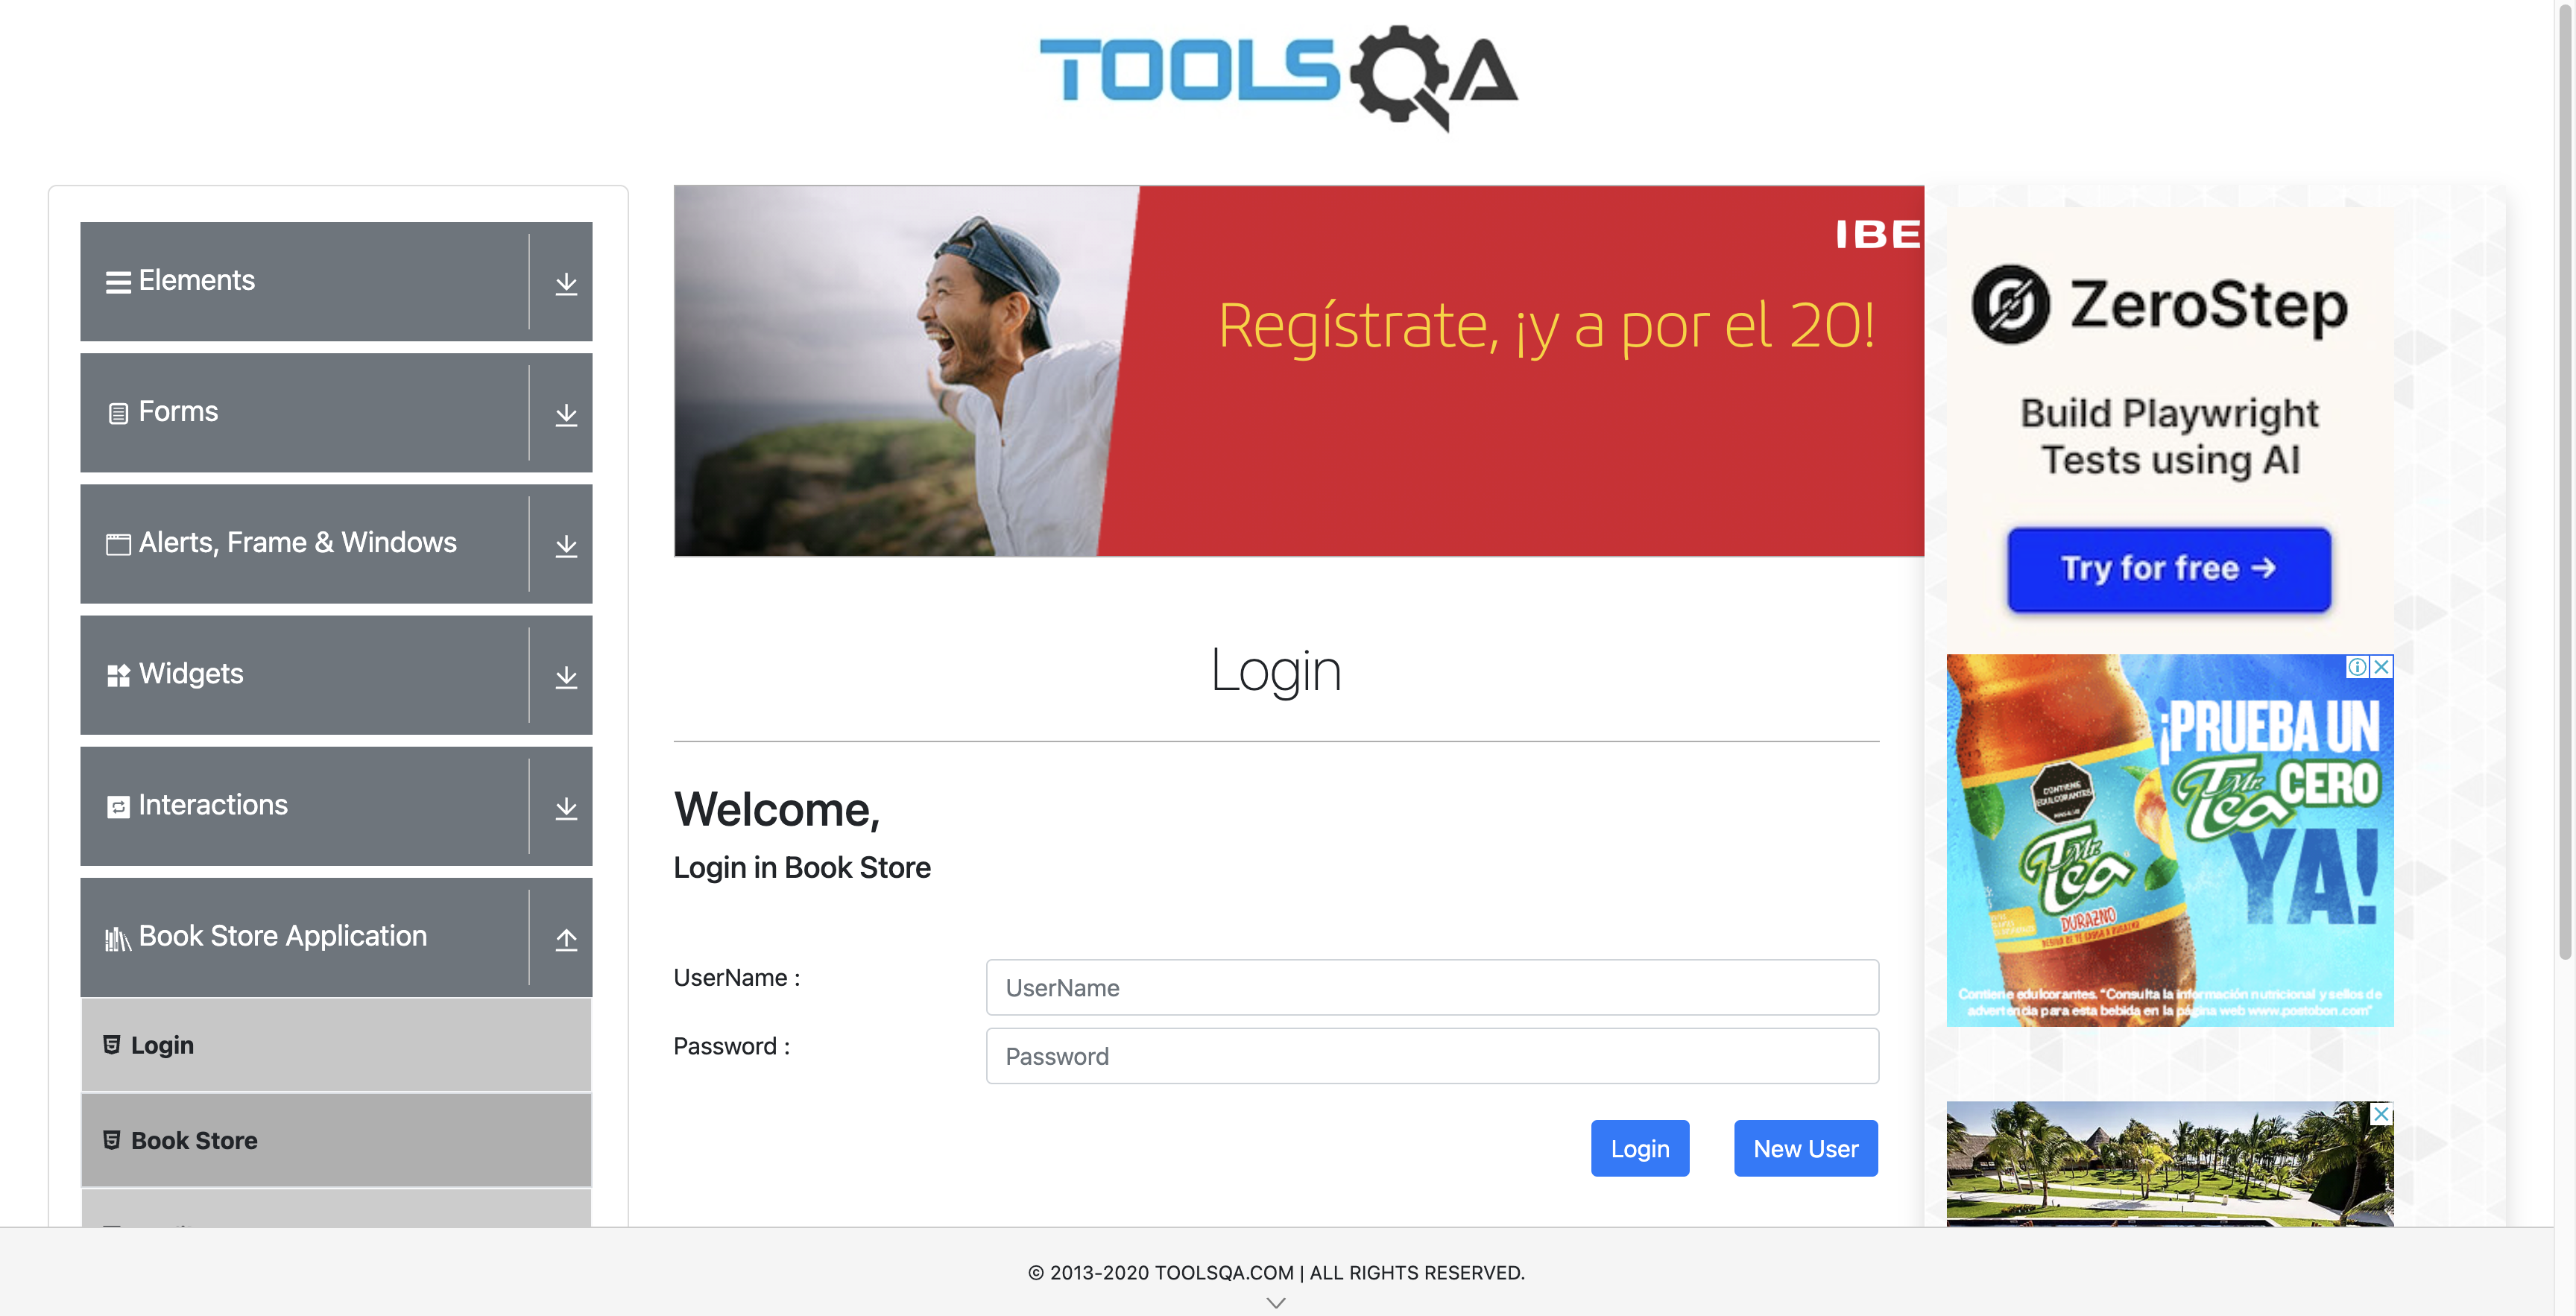 TOOLSQA
Elements
Forms
Alerts, Frame & Windows
Widgets
Interactions
Book Store Application
Login
Book Store
IBE
Regístrate, ¡y a por el 20!
Login
Welcome,
Login in Book Store
UserName :
UserName
Password :
Password
Login
New User
ZeroStep
Build Playwright
Tests using AI
Try for free →
¡PRUEBA UN
Mr. Tea CERO
YA!
CONTIENE
EDULCORANTES
Mr.
Tea
DURAZNO
Contiene edulcorantes. "Consulta la información nutricional y sellos de
advertencia para esta bebida en la página web www.postobon.com"
© 2013-2020 TOOLSQA.COM | ALL RIGHTS RESERVED.